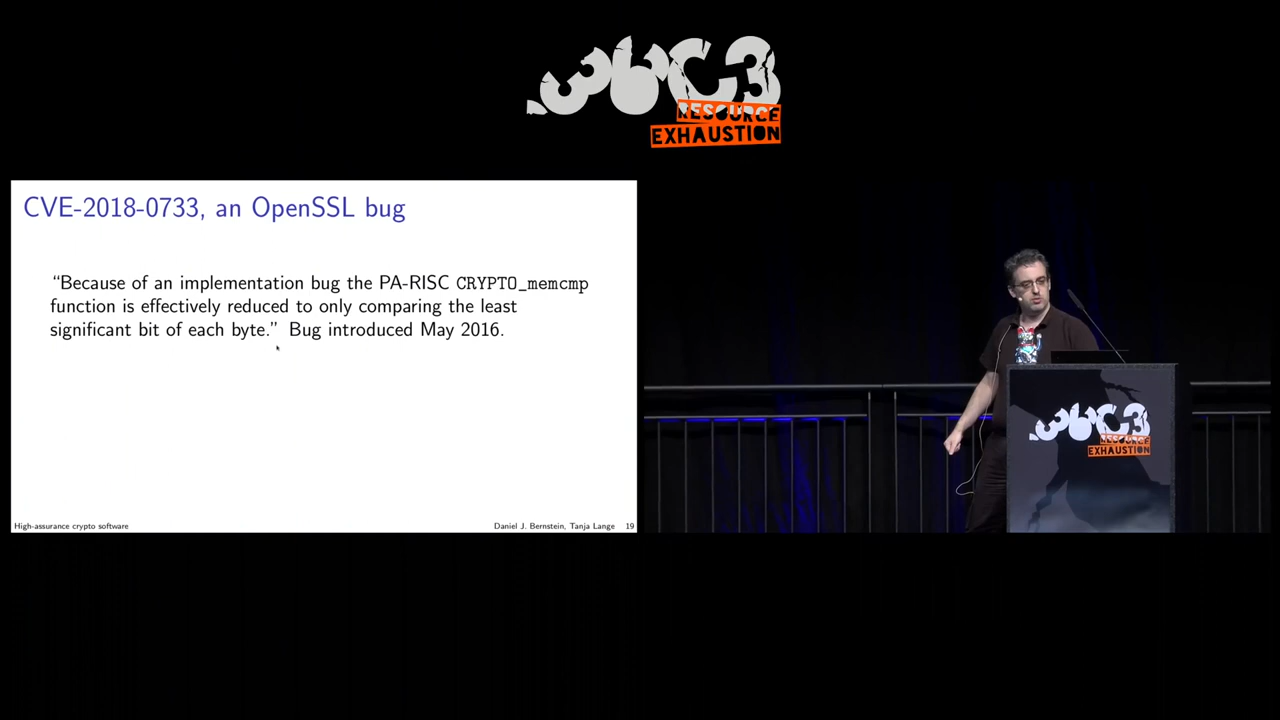 36C3
RESOURCE
EXHAUSTION
CVE-2018-0733, an OpenSSL bug
“Because of an implementation bug the PA-RISC CRYPTO_memcmp
function is effectively reduced to only comparing the least
significant bit of each byte.” Bug introduced May 2016.
High-assurance crypto software
Daniel J. Bernstein, Tanja Lange 19
36C3
RESOURCE
EXHAUSTION